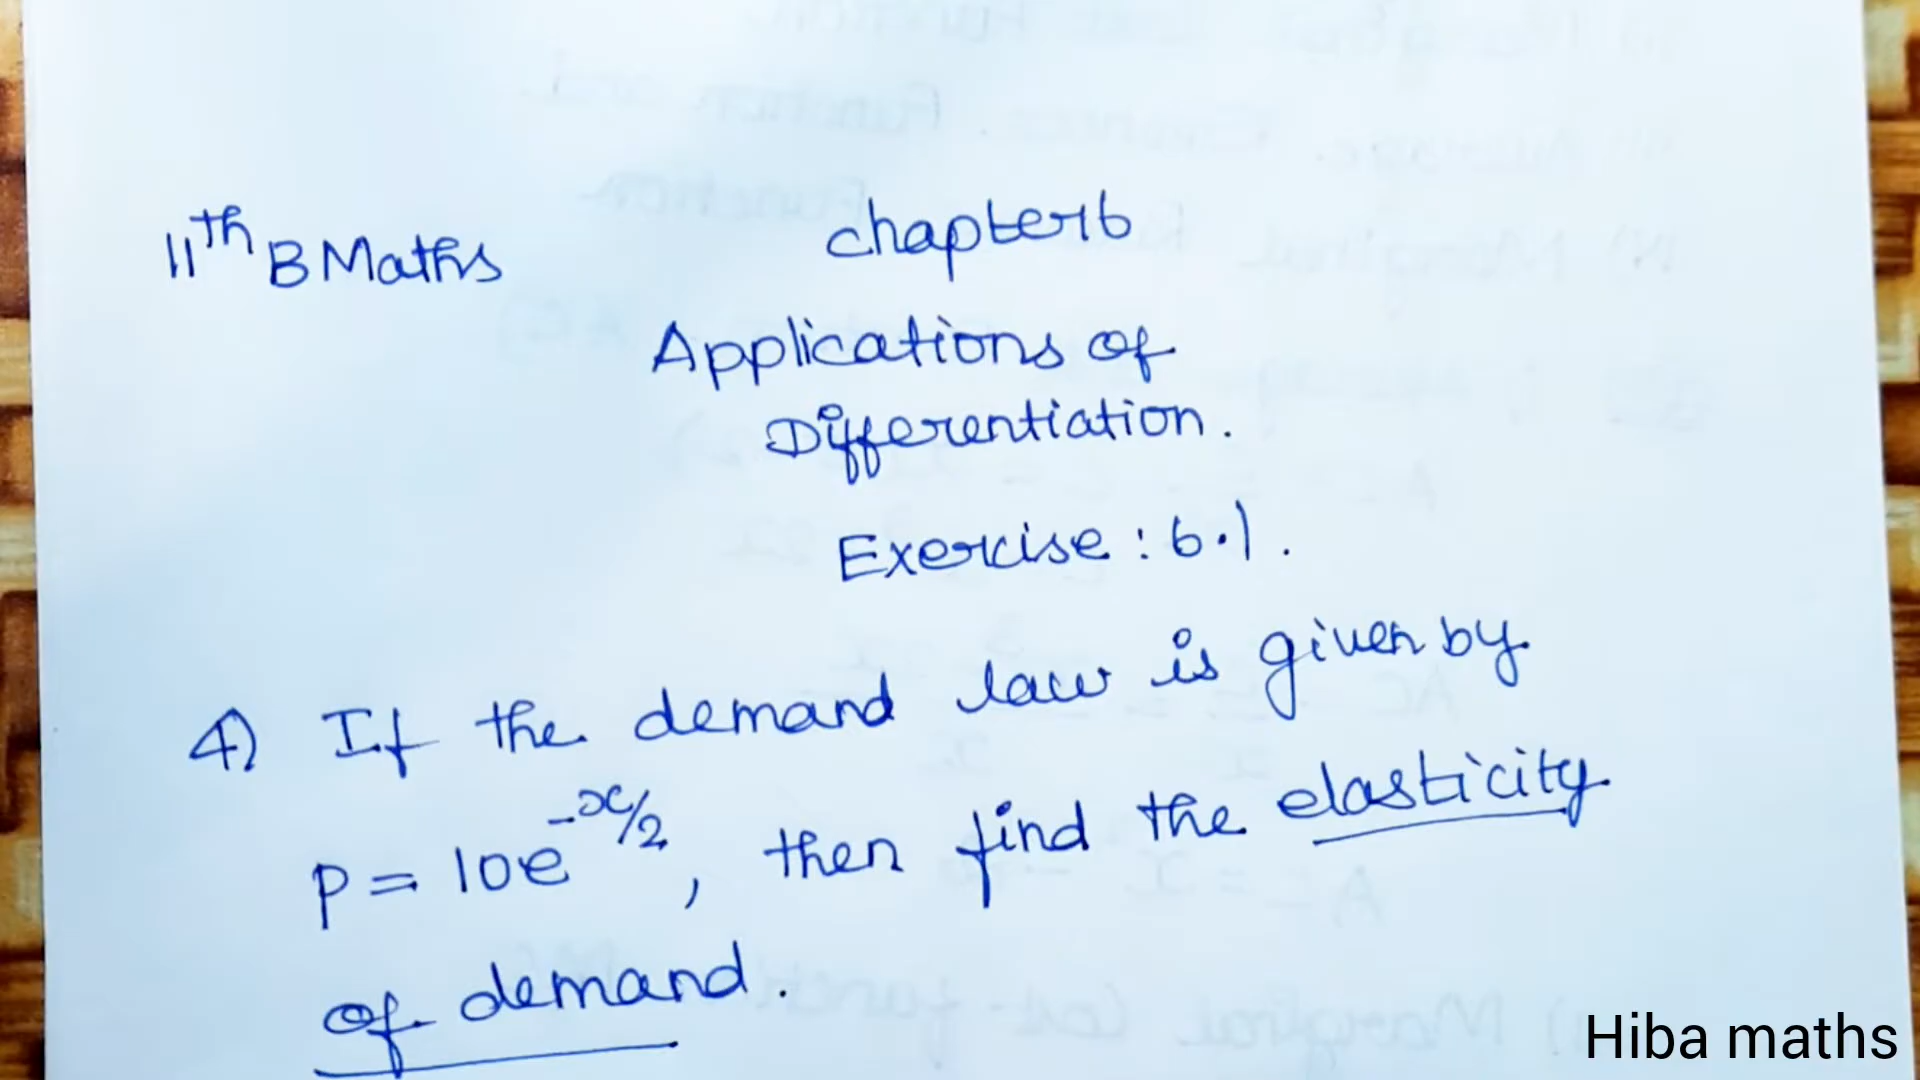 11th B Maths
chapter 6
Applications of
Differentiation.
Exercise : 6.1.
4) If the demand law is given by
P = 10e^-x/2, then find the elasticity
of demand.
Hiba maths